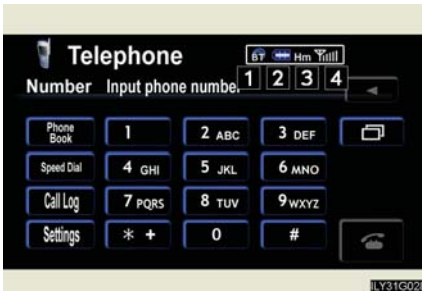 Telephone
BT Hm
1 2 3 4
Number Input phone number
Phone Book 1 2 ABC 3 DEF
Speed Dial 4 GHI 5 JKL 6 MNO
Call Log 7 PQRS 8 TUV 9 WXYZ
Settings * + 0 #
ILY31G02